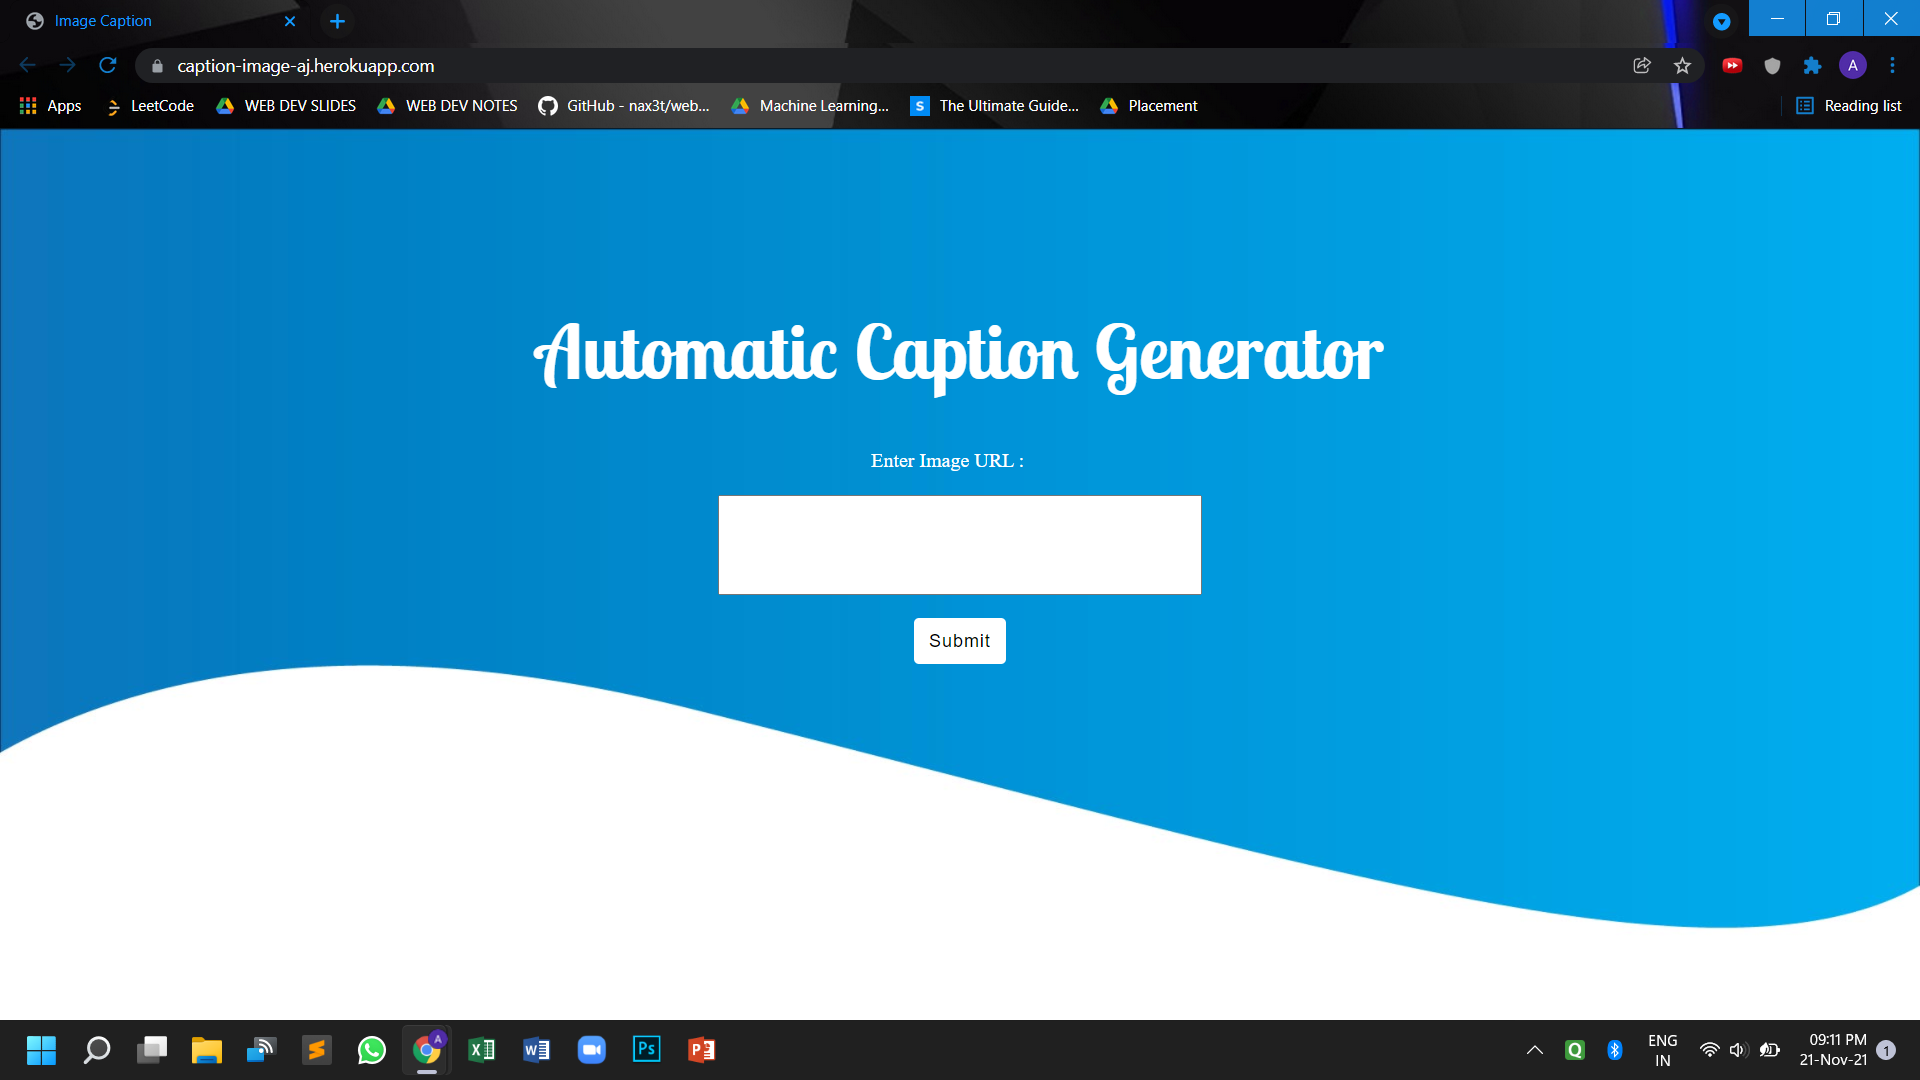 Image Caption
caption-image-aj.herokuapp.com
A
Apps LeetCode WEB DEV SLIDES WEB DEV NOTES GitHub - nax3t/web... Machine Learning... S The Ultimate Guide... Placement Reading list
Automatic Caption Generator
Enter Image URL :
Submit
A
Ps
Q
ENG
IN
09:11 PM
21-Nov-21
1